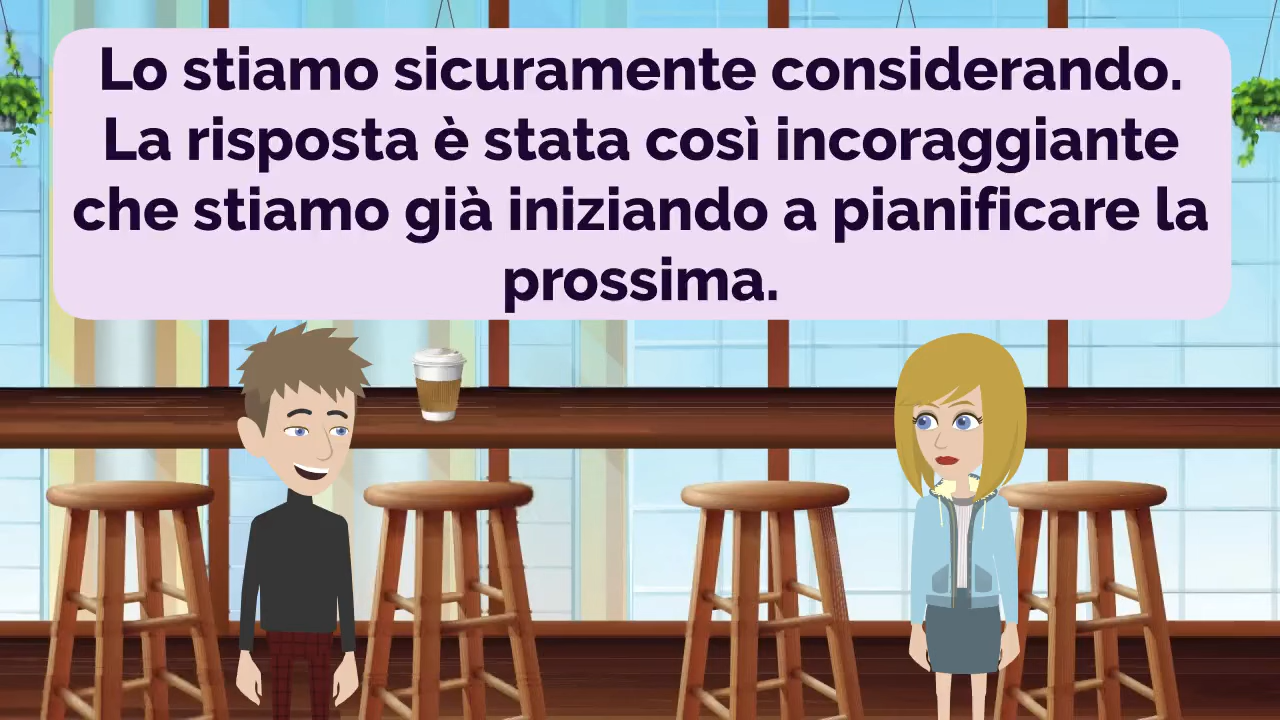 Lo stiamo sicuramente considerando.
La risposta è stata così incoraggiante
che stiamo già iniziando a pianificare la
prossima.